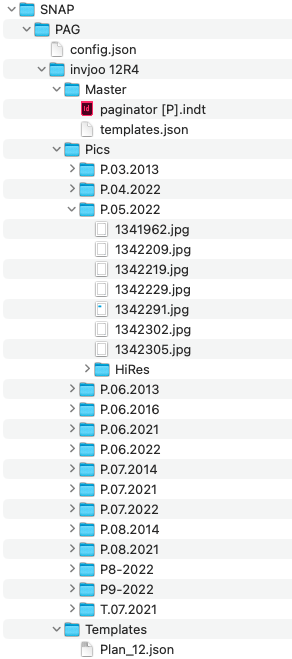 SNAP
PAG
config.json
invjoo 12R4
Master
Id paginator [P].indt
templates.json
Pics
P.03.2013
P.04.2022
P.05.2022
1341962.jpg
1342209.jpg
1342219.jpg
1342229.jpg
1342291.jpg
1342302.jpg
1342305.jpg
HiRes
P.06.2013
P.06.2016
P.06.2021
P.06.2022
P.07.2014
P.07.2021
P.07.2022
P.08.2014
P.08.2021
P8-2022
P9-2022
T.07.2021
Templates
Plan_12.json